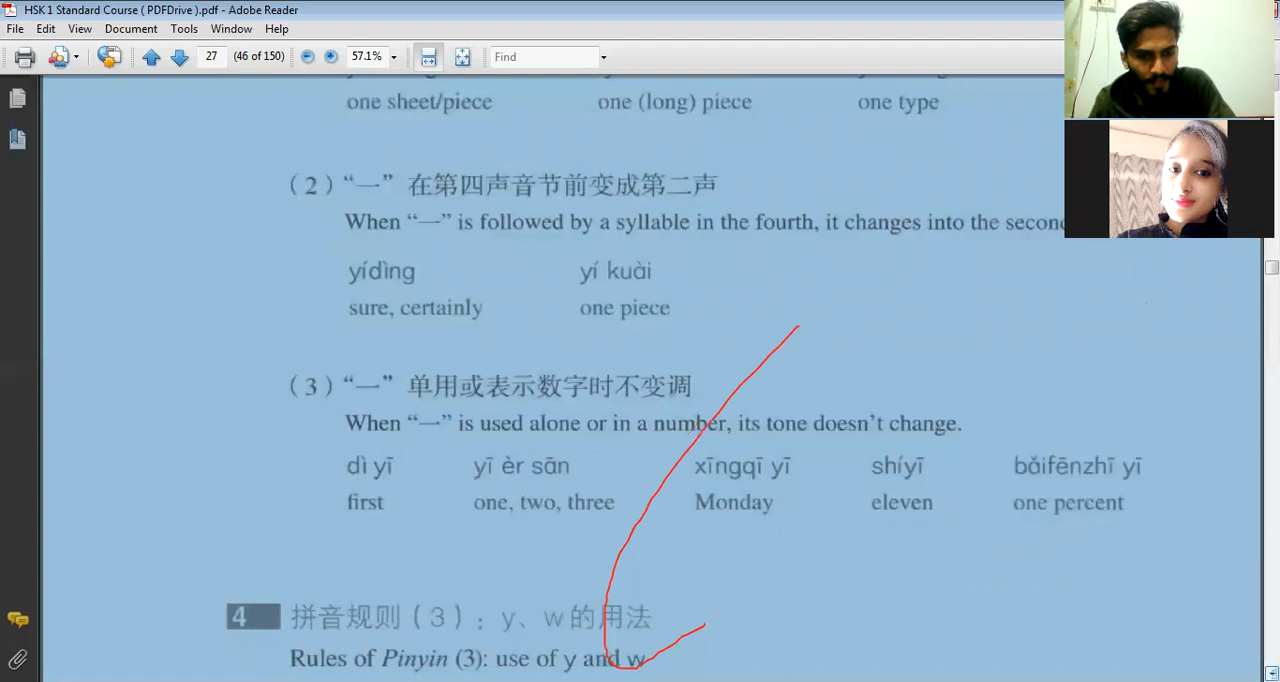 HSK 1 Standard Course ( PDFDrive ).pdf - Adobe Reader
File Edit View Document Tools Window Help
27 (46 of 150) 57.1% Find
one sheet/piece one (long) piece one type
(2)“一”在第四声音节前变成第二声
When “一” is followed by a syllable in the fourth, it changes into the second
yídìng yí kuài
sure, certainly one piece
(3)“一”单用或表示数字时不变调
When “一” is used alone or in a number, its tone doesn’t change.
dì yī yī èr sān xīngqī yī shíyī bǎifēnzhī yī
first one, two, three Monday eleven one percent
4 拼音规则(3):y、w的用法
Rules of Pinyin (3): use of y and w